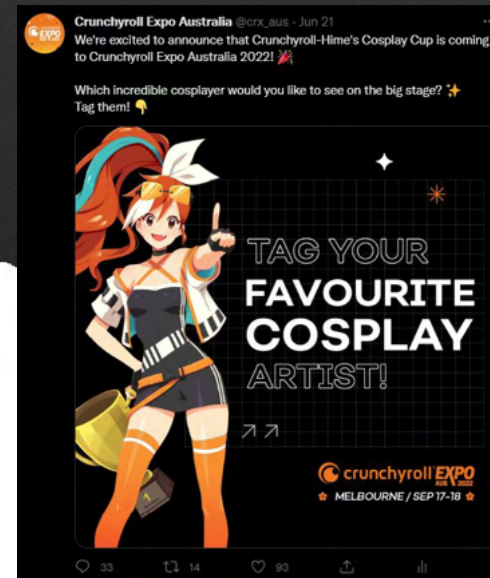 Crunchyroll Expo Australia @crx_aus · Jun 21
We're excited to announce that Crunchyroll-Hime's Cosplay Cup is coming
to Crunchyroll Expo Australia 2022! 🎉
Which incredible cosplayer would you like to see on the big stage? ✨
Tag them! 👇
TAG YOUR
FAVOURITE
COSPLAY
ARTIST!
crunchyroll EXPO
AUS 2022
MELBOURNE / SEP 17-18
33 14 93
EXPO
1